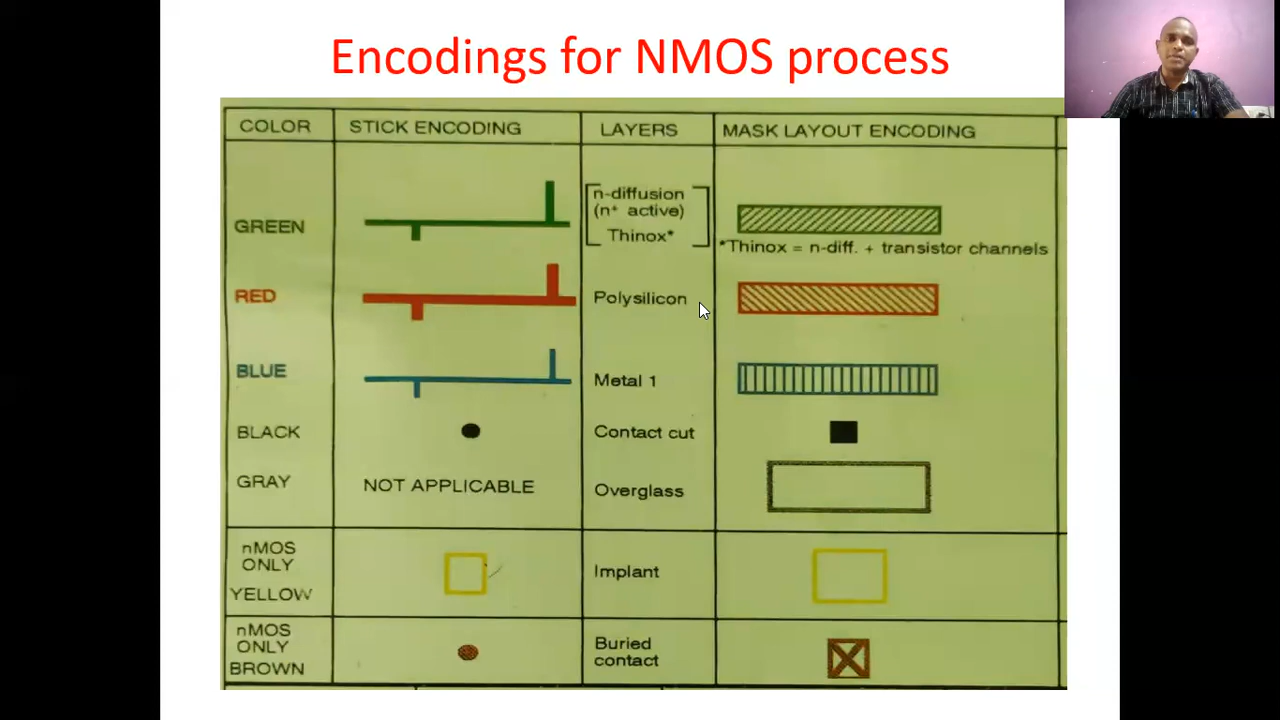 Encodings for NMOS process
COLOR STICK ENCODING LAYERS MASK LAYOUT ENCODING
GREEN
n-diffusion
(n⁺ active)
Thinox*
*Thinox = n-diff. + transistor channels
RED Polysilicon
BLUE Metal 1
BLACK Contact cut
GRAY NOT APPLICABLE Overglass
nMOS
ONLY
YELLOW
Implant
nMOS
ONLY
BROWN
Buried
contact